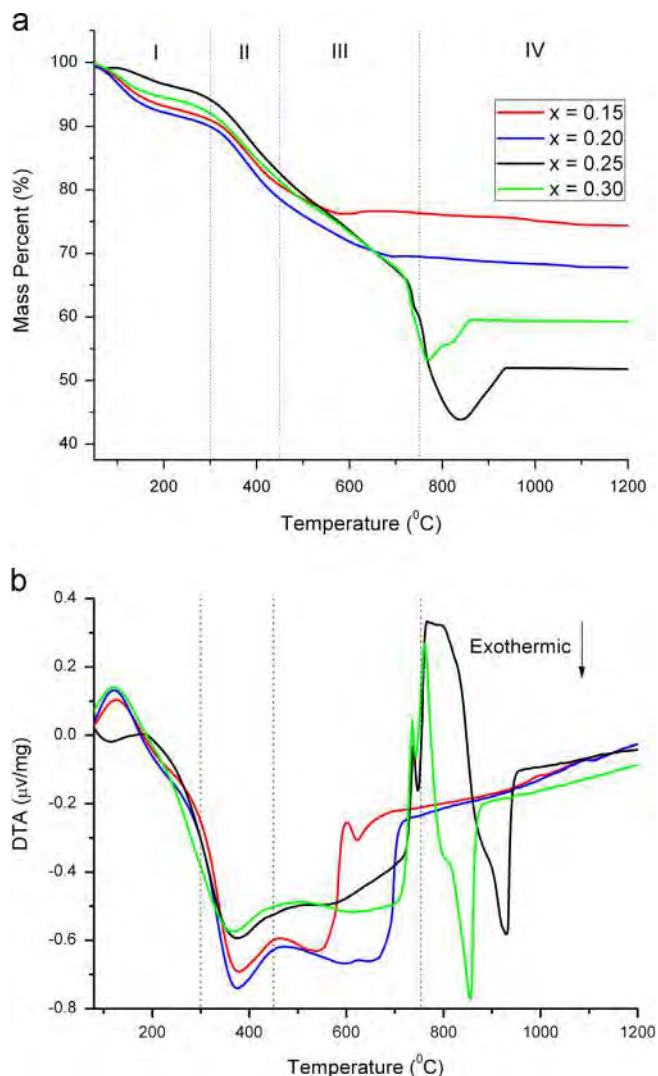 a
I II III IV
100
90
80
70
60
50
40
Mass Percent (%)
x = 0.15
x = 0.20
x = 0.25
x = 0.30
200 400 600 800 1000 1200
Temperature (⁰C)
b
0.4
0.2
0.0
-0.2
-0.4
-0.6
-0.8
DTA (μv/mg)
Exothermic
200 400 600 800 1000 1200
Temperature (⁰C)